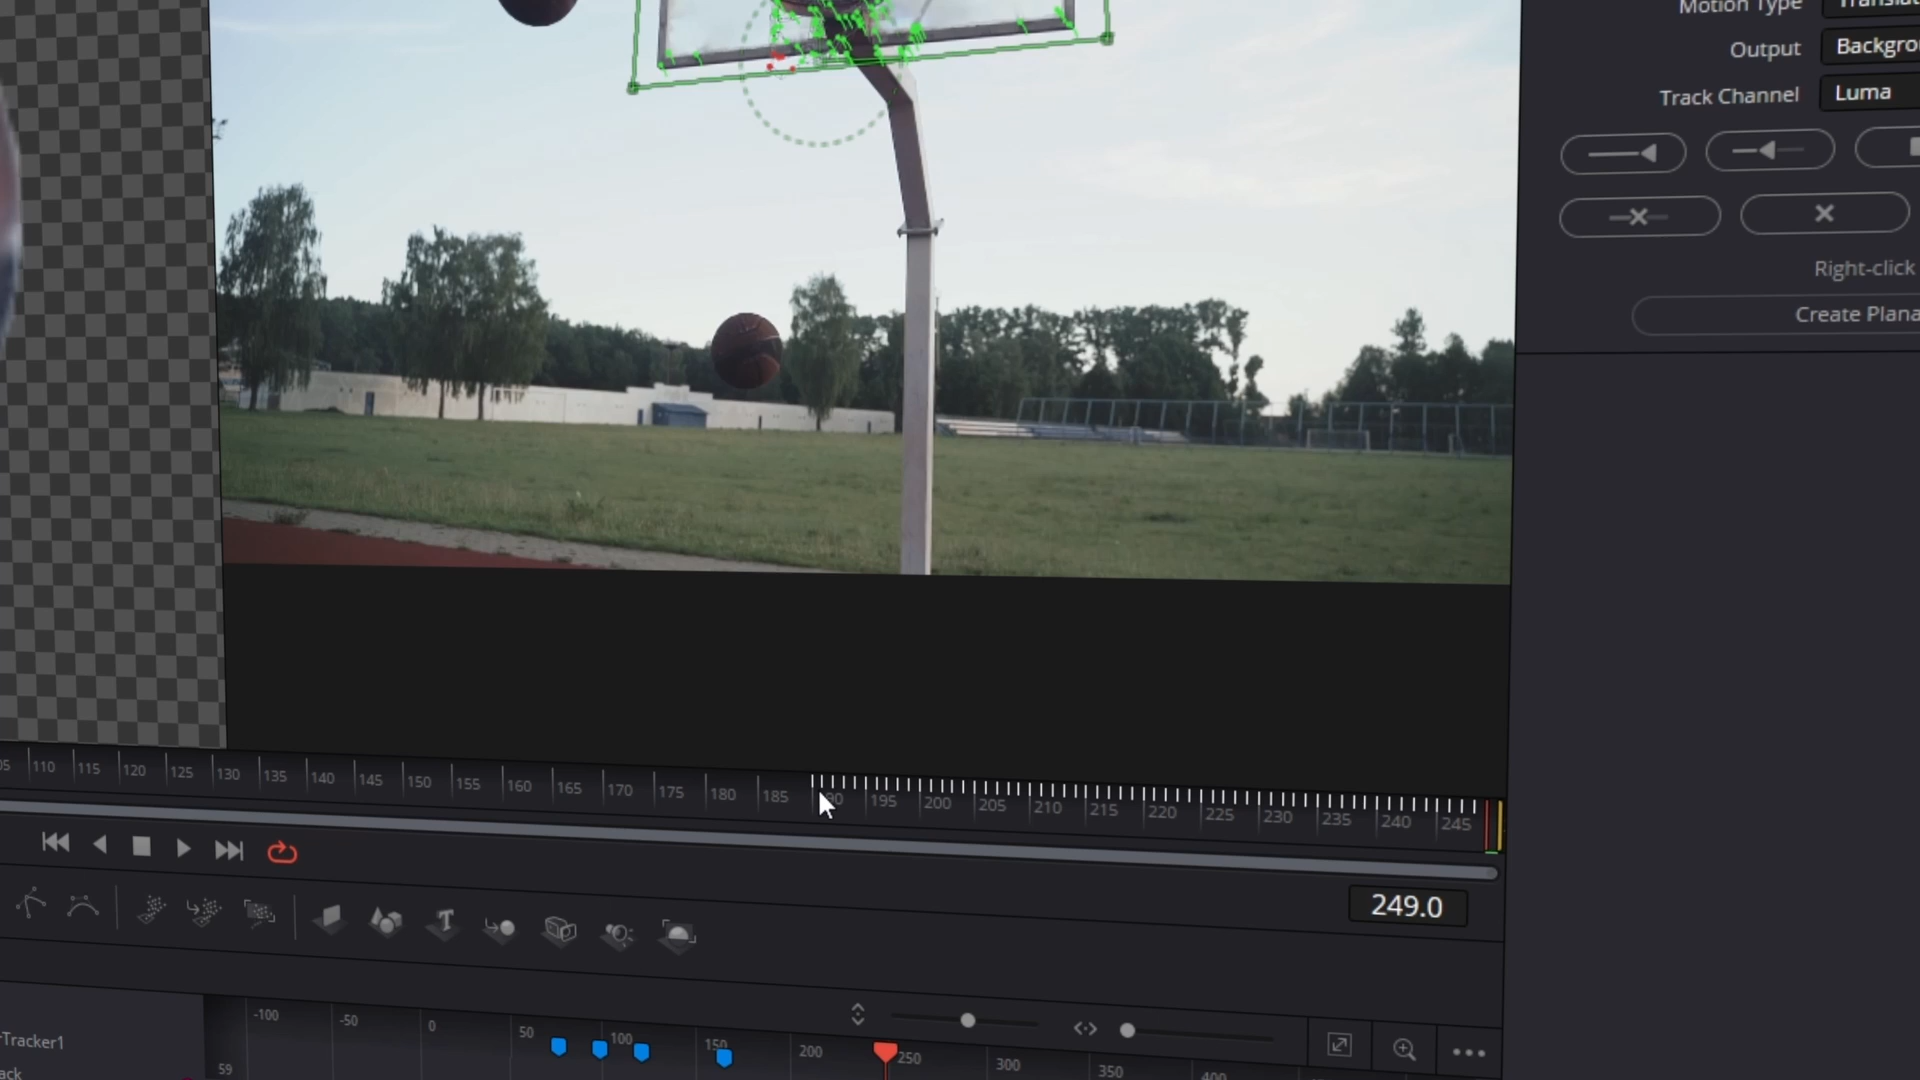 Motion Type
Output Backgro
Track Channel Luma
Right-click
Create Plana
110 115 120 125 130 135 140 145 150 155 160 165 170 175 180 185 195 200 205 210 215 220 225 230 235 240 245
249.0
T
-100 -50 0 50 100 150 200 250 300 350 400
Tracker1
ack
59